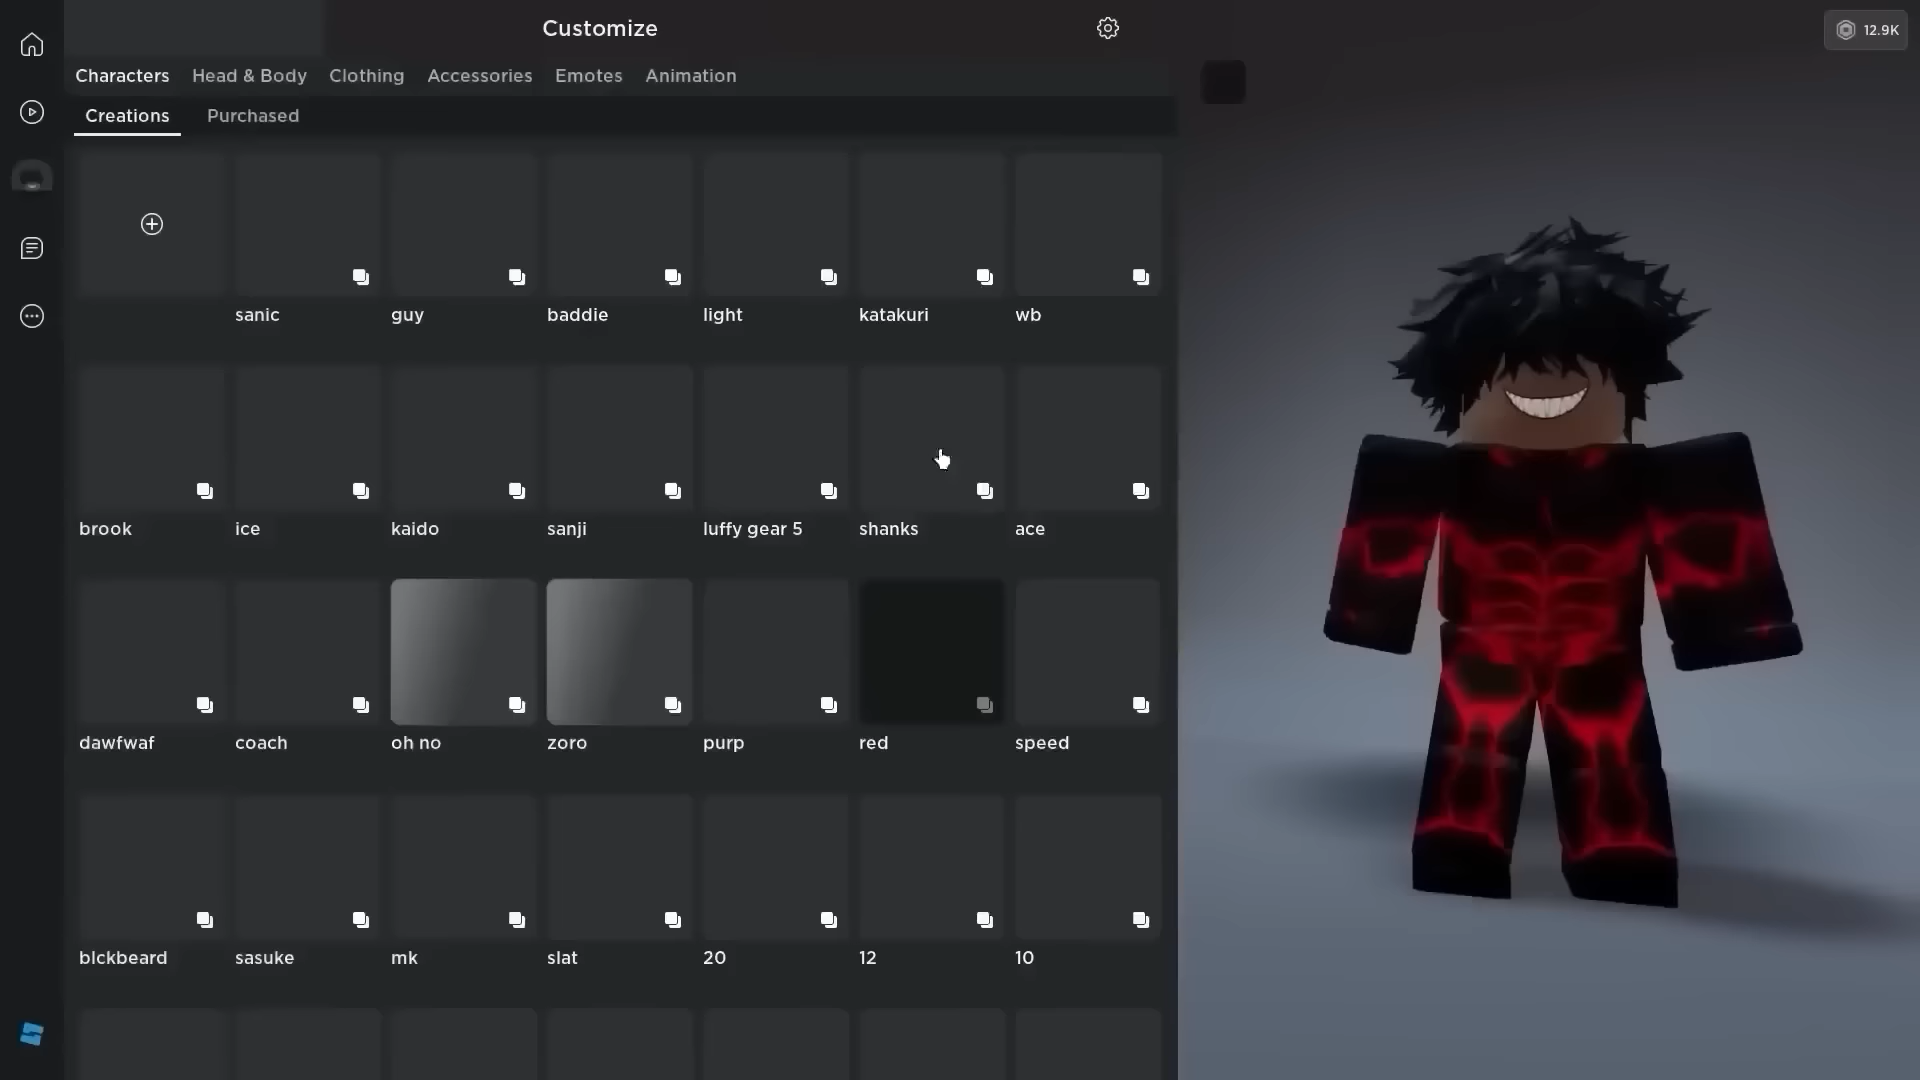 Customize
12.9K
Characters Head & Body Clothing Accessories Emotes Animation
Creations Purchased
sanic guy baddie light katakuri wb
brook ice kaido sanji luffy gear 5 shanks ace
dawfwaf coach oh no zoro purp red speed
blckbeard sasuke mk slat 20 12 10